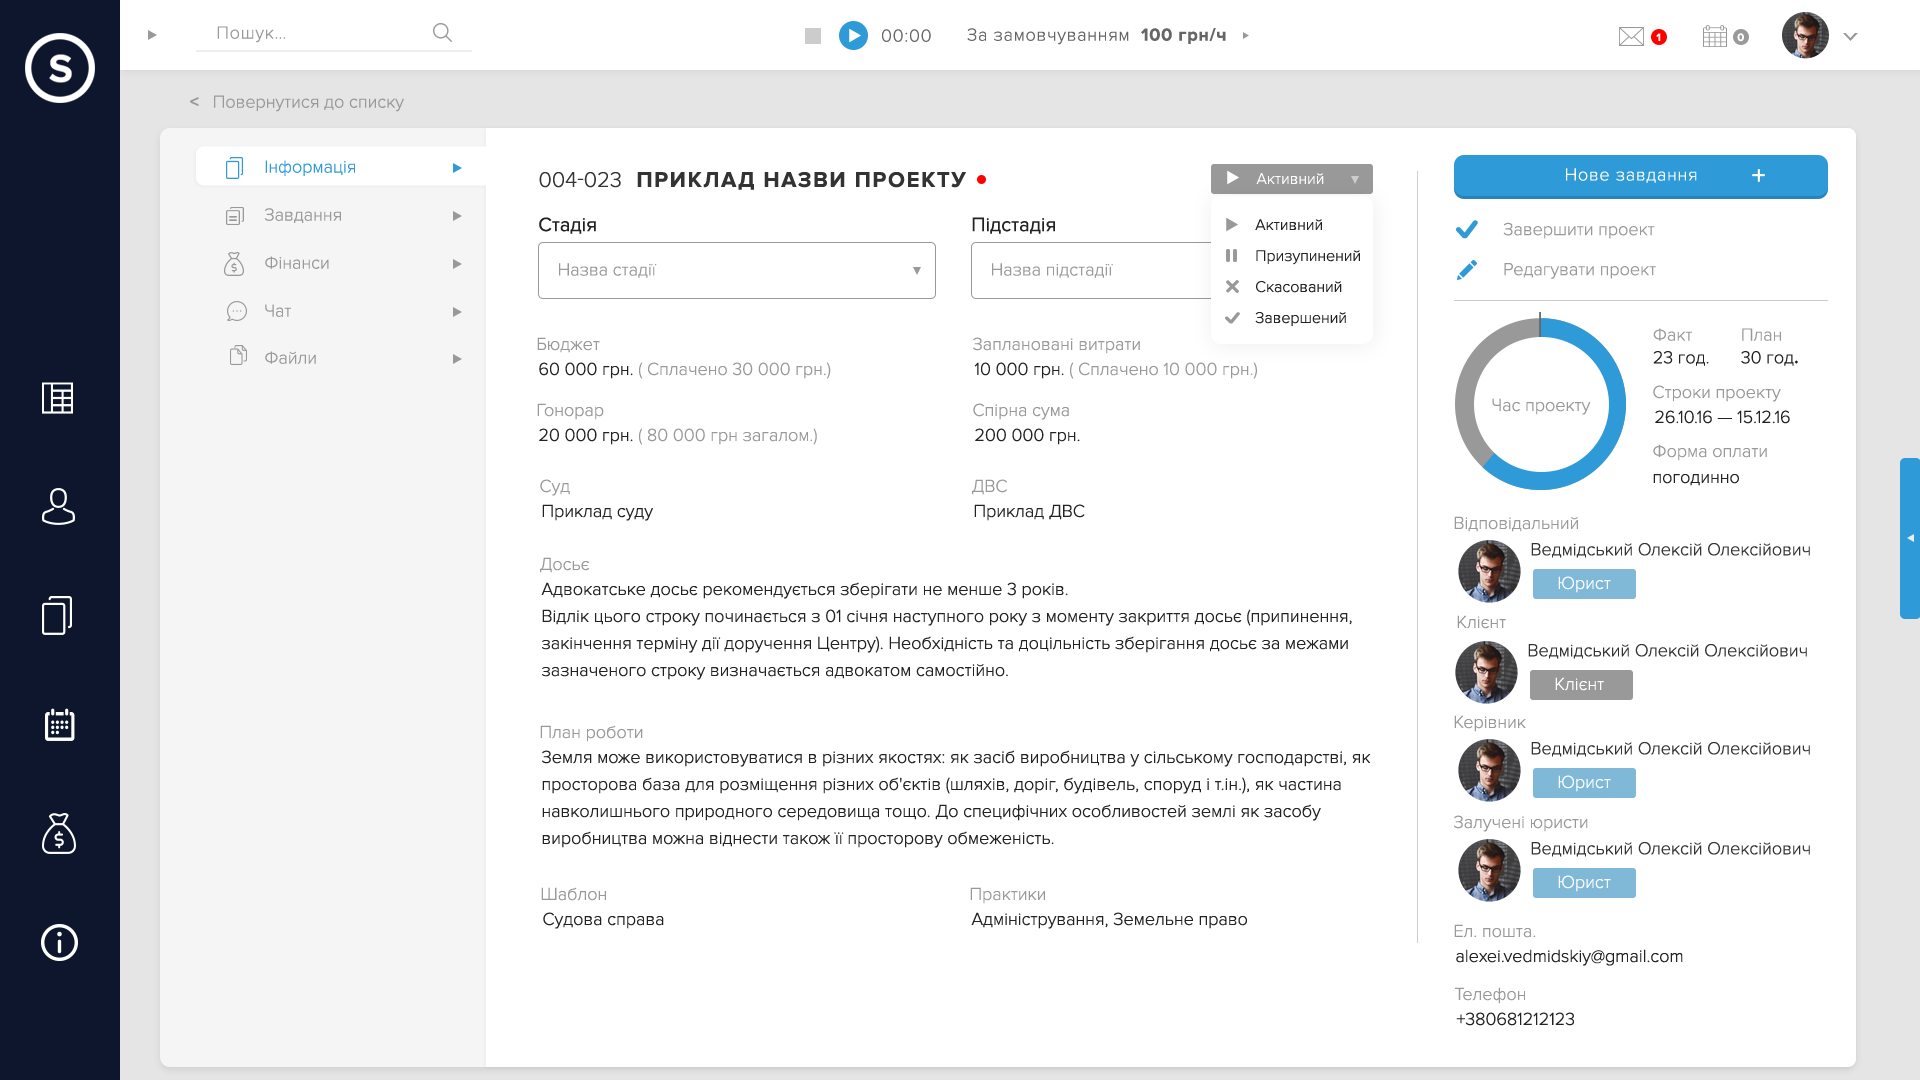 S
Пошук...
00:00
За замовчуванням 100 грн/ч
1
0
< Повернутися до списку
Інформація
Завдання
Фінанси
Чат
Файли
004-023 ПРИКЛАД НАЗВИ ПРОЕКТУ
Активний
Активний
Призупинений
Скасований
Завершений
Стадія
Назва стадії
Підстадія
Назва підстадії
Бюджет
60 000 грн. ( Сплачено 30 000 грн.)
Заплановані витрати
10 000 грн. ( Сплачено 10 000 грн.)
Гонорар
20 000 грн. ( 80 000 грн загалом.)
Спірна сума
200 000 грн.
Суд
Приклад суду
ДВС
Приклад ДВС
Досьє
Адвокатське досьє рекомендується зберігати не менше 3 років.
Відлік цього строку починається з 01 січня наступного року з моменту закриття досьє (припинення,
закінчення терміну дії доручення Центру). Необхідність та доцільність зберігання досьє за межами
зазначеного строку визначається адвокатом самостійно.
План роботи
Земля може використовуватися в різних якостях: як засіб виробництва у сільському господарстві, як
просторова база для розміщення різних об'єктів (шляхів, доріг, будівель, споруд і т.ін.), як частина
навколишнього природного середовища тощо. До специфічних особливостей землі як засобу
виробництва можна віднести також її просторову обмеженість.
Шаблон
Судова справа
Практики
Адміністрування, Земельне право
Нове завдання +
Завершити проект
Редагувати проект
Час проекту
Факт
23 год.
План
30 год.
Строки проекту
26.10.16 — 15.12.16
Форма оплати
погодинно
Відповідальний
Ведмідський Олексій Олексійович
Юрист
Клієнт
Ведмідський Олексій Олексійович
Клієнт
Керівник
Ведмідський Олексій Олексійович
Юрист
Залучені юристи
Ведмідський Олексій Олексійович
Юрист
Ел. пошта.
alexei.vedmidskiy@gmail.com
Телефон
+380681212123